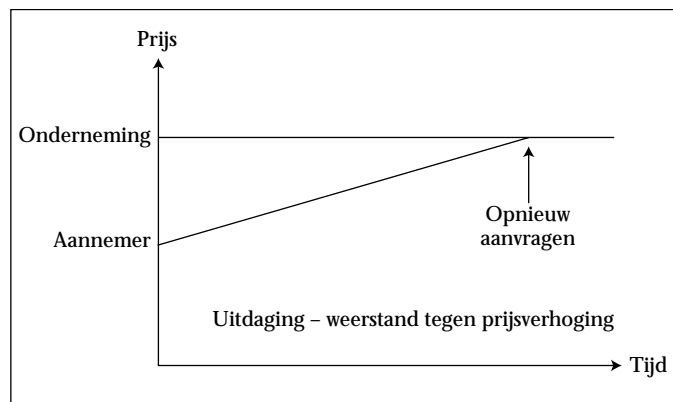 Prijs
Onderneming
Aannemer
Opnieuw
aanvragen
Uitdaging – weerstand tegen prijsverhoging
Tijd